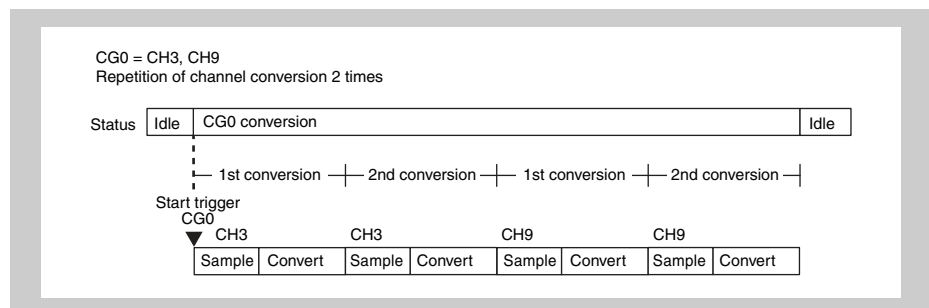 CG0 = CH3, CH9
Repetition of channel conversion 2 times
Status Idle CG0 conversion Idle
1st conversion 2nd conversion 1st conversion 2nd conversion
Start trigger
CG0
CH3 CH3 CH9 CH9
Sample Convert Sample Convert Sample Convert Sample Convert